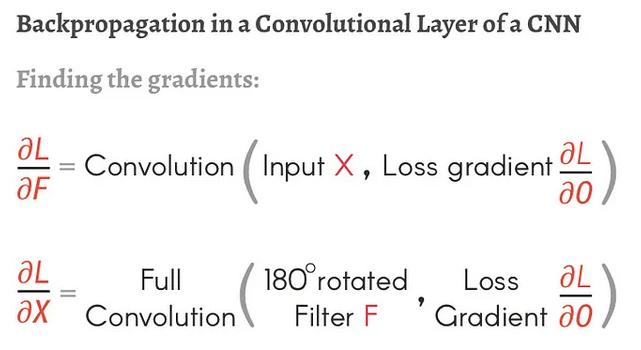 Backpropagation in a Convolutional Layer of a CNN
Finding the gradients:
∂L/∂F = Convolution ( Input X , Loss gradient ∂L/∂O )
∂L/∂X = Full Convolution ( 180° rotated Filter F , Loss Gradient ∂L/∂O )